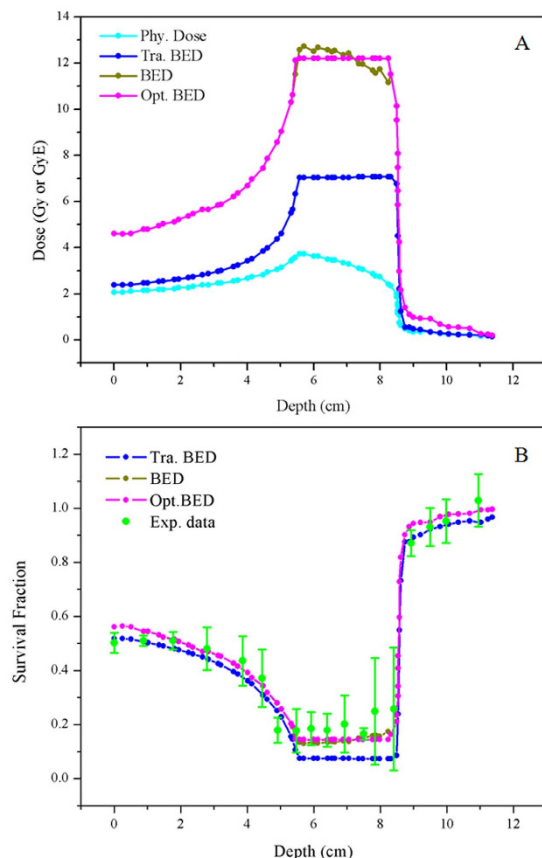 14
12
10
8
6
4
2
0
Dose (Gy or GyE)
Phy. Dose
Tra. BED
BED
Opt. BED
A
0 2 4 6 8 10 12
Depth (cm)
1.2
1.0
0.8
0.6
0.4
0.2
0.0
Survival Fraction
Tra. BED
BED
Opt.BED
Exp. data
B
0 2 4 6 8 10 12
Depth (cm)